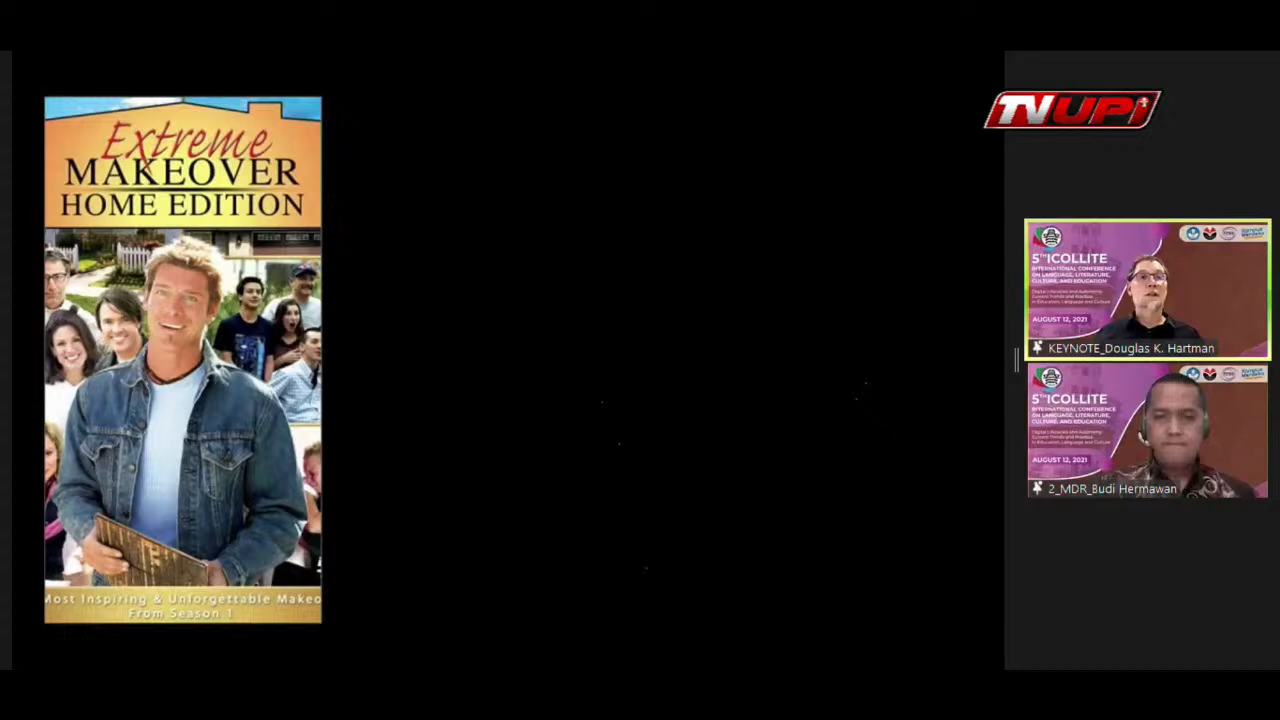 Extreme
MAKEOVER
HOME EDITION
Most Inspiring & Unforgettable Makeo
From Season 1
TVUPi
5TH ICOLLITE
INTERNATIONAL CONFERENCE
ON LANGUAGE, LITERATURE,
CULTURE, AND EDUCATION
AUGUST 12, 2021
KEYNOTE_Douglas K. Hartman
5TH ICOLLITE
INTERNATIONAL CONFERENCE
ON LANGUAGE, LITERATURE,
CULTURE, AND EDUCATION
AUGUST 12, 2021
2_MDR_Budi Hermawan